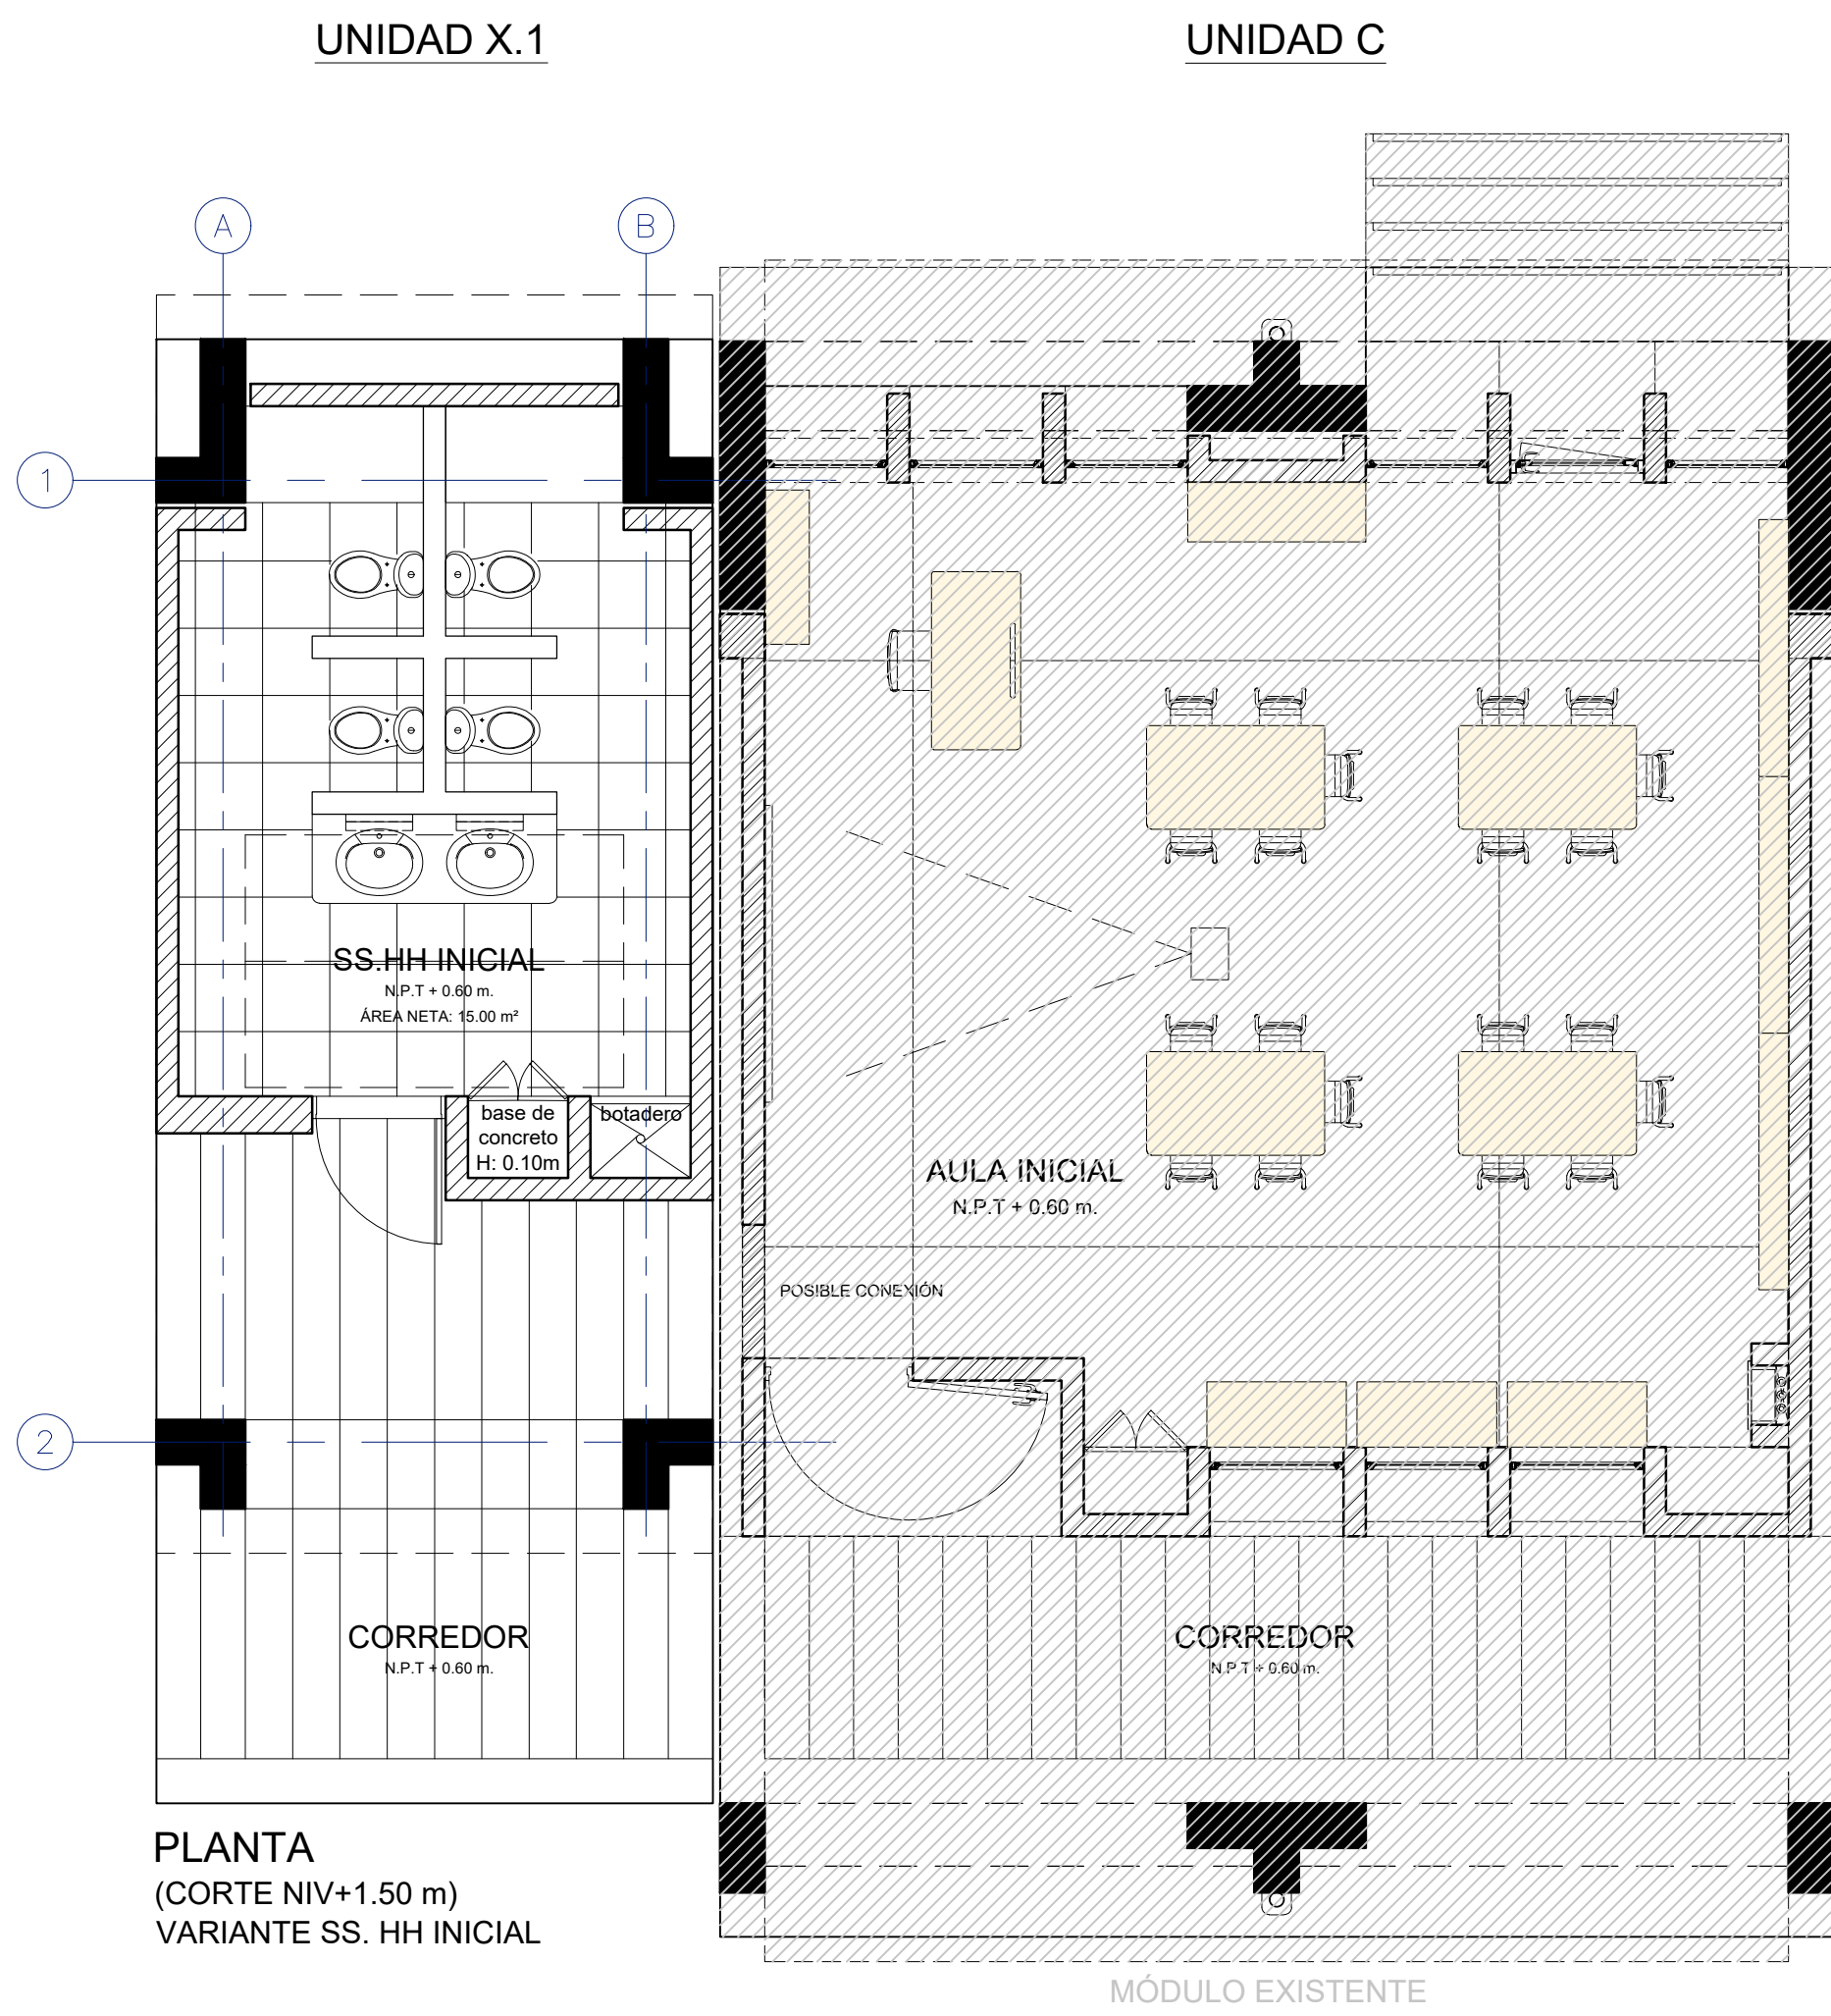 UNIDAD X.1
UNIDAD C
A
B
1
SS.HH INICIAL
N.P.T + 0.60 m.
ÁREA NETA: 15.00 m²
base de
concreto
H: 0.10m
botadero
AULA INICIAL
N.P.T + 0.60 m.
POSIBLE CONEXIÓN
2
CORREDOR
N.P.T + 0.60 m.
CORREDOR
N.P.T + 0.60 m.
PLANTA
(CORTE NIV+1.50 m)
VARIANTE SS. HH INICIAL
MÓDULO EXISTENTE